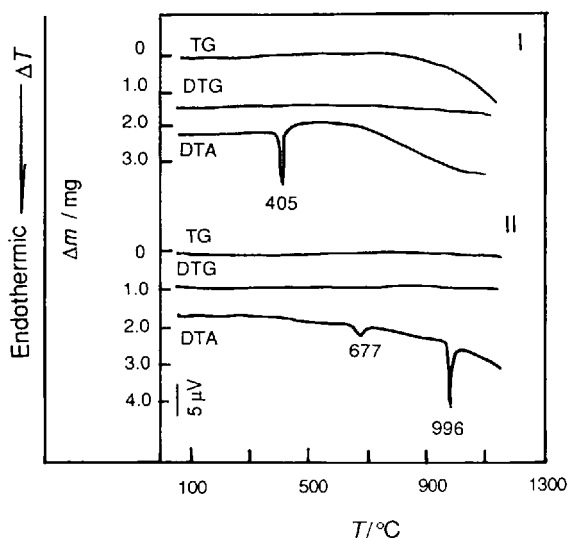 Endothermic ΔT
Δm / mg
0
1.0
2.0
3.0
TG
DTG
DTA
405
I
0
1.0
2.0
3.0
4.0
TG
DTG
DTA
677
996
II
5 μV
100 500 900 1300
T/°C